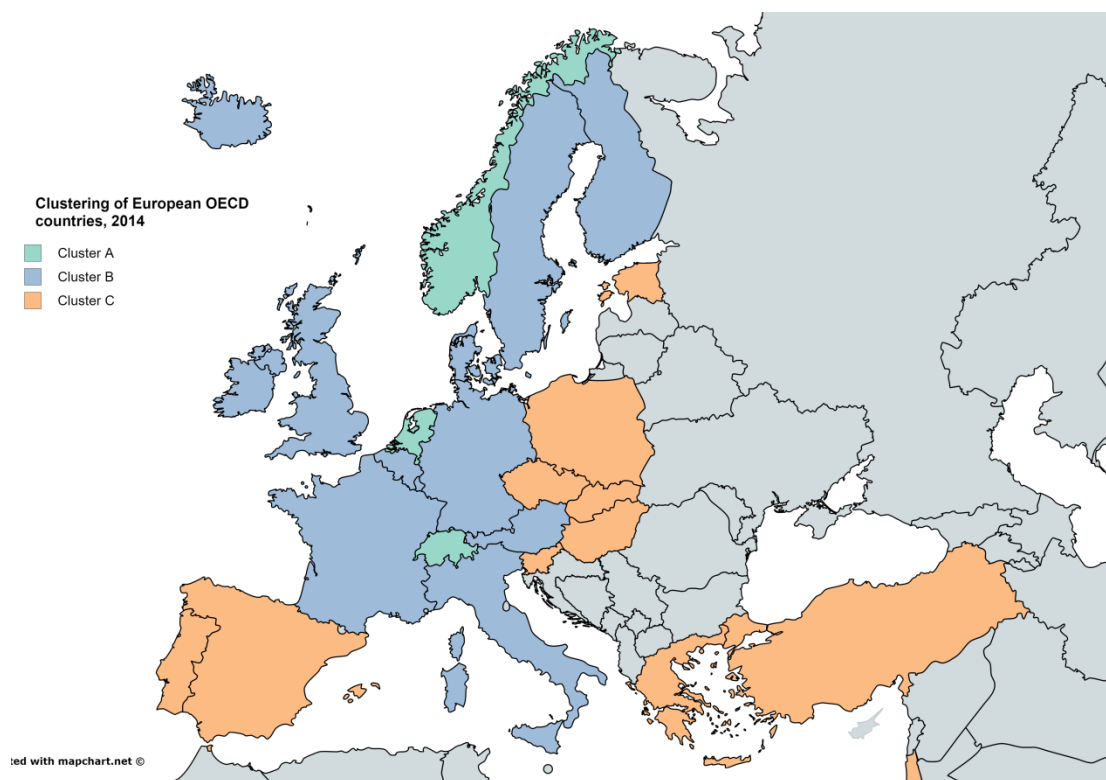 Clustering of European OECD
countries, 2014
Cluster A
Cluster B
Cluster C
ted with mapchart.net ©